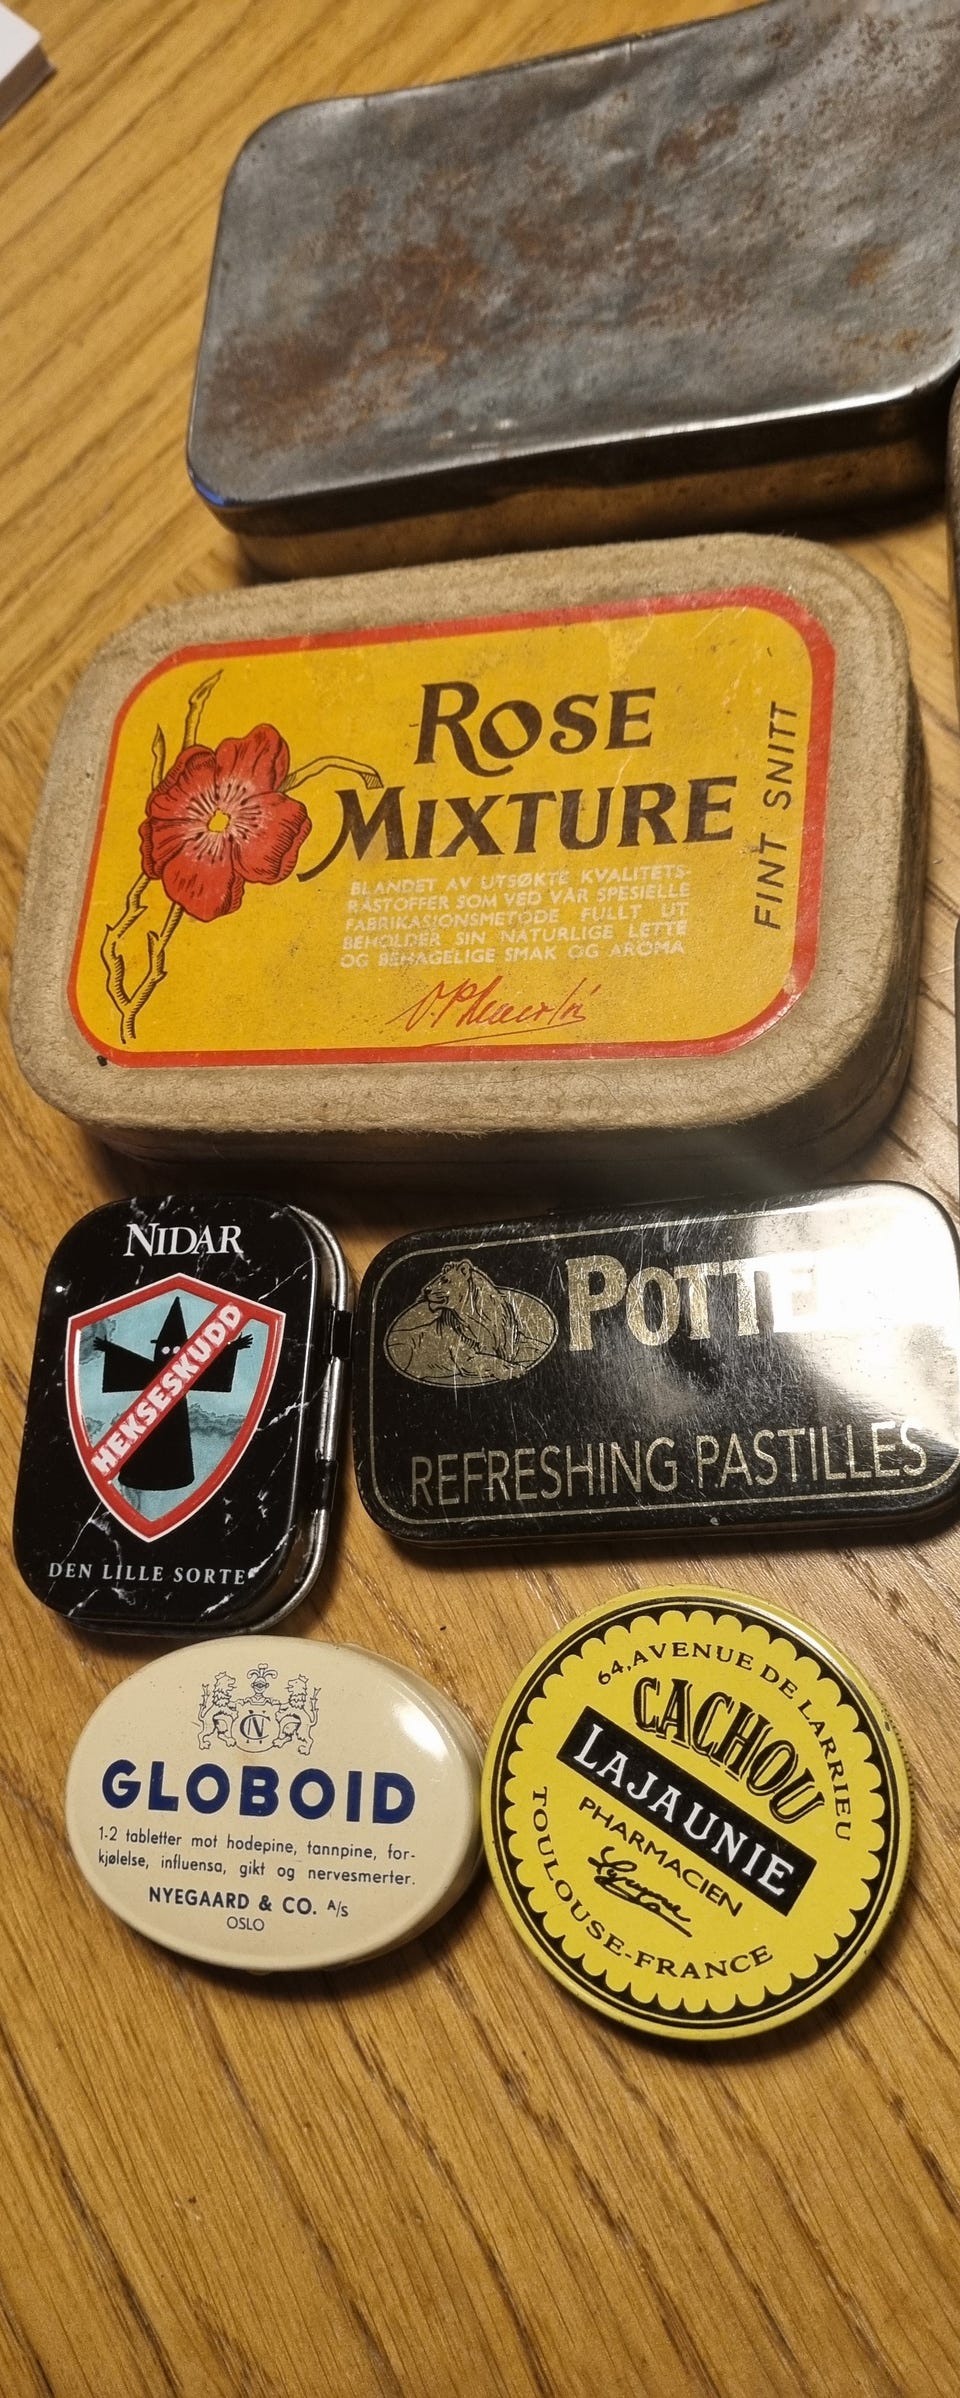 ROSE
MIXTURE
FINT SNITT
BLANDET AV UTSØKTE KVALITETS-
RÅSTOFFER SOM VED VÅR SPESIELLE
FABRIKASJONSMETODE FULLT UT
BEHOLDER SIN NATURLIGE LETTE
OG BEHAGELIGE SMAK OG AROMA
NIDAR
HEKSESKUDD
DEN LILLE SORTE
POTTE
REFRESHING PASTILLES
CN
GLOBOID
1-2 tabletter mot hodepine, tannpine, for-
kjølelse, influensa, gikt og nervesmerter.
NYEGAARD & CO. A/s
OSLO
64, AVENUE DE LARRIEU
CACHOU
LAJAUNIE
PHARMACIEN
TOULOUSE-FRANCE